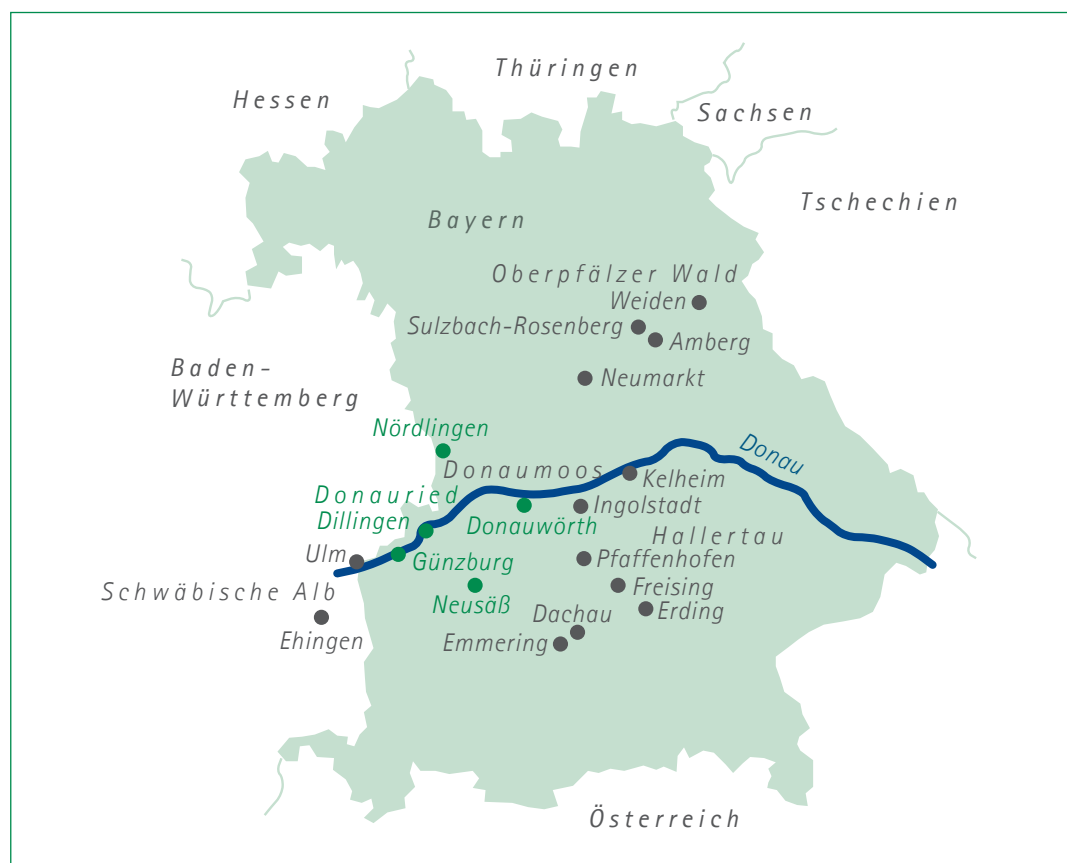 Thüringen
Hessen
Sachsen
Tschechien
Bayern
Oberpfälzer Wald
Weiden
Sulzbach-Rosenberg
Amberg
Baden-
Württemberg
Neumarkt
Nördlingen
Donau
Donaumoos
Kelheim
Donauried
Ingolstadt
Dillingen
Donauwörth
Hallertau
Ulm
Günzburg
Pfaffenhofen
Schwäbische Alb
Neusäß
Freising
Erding
Dachau
Ehingen
Emmering
Österreich